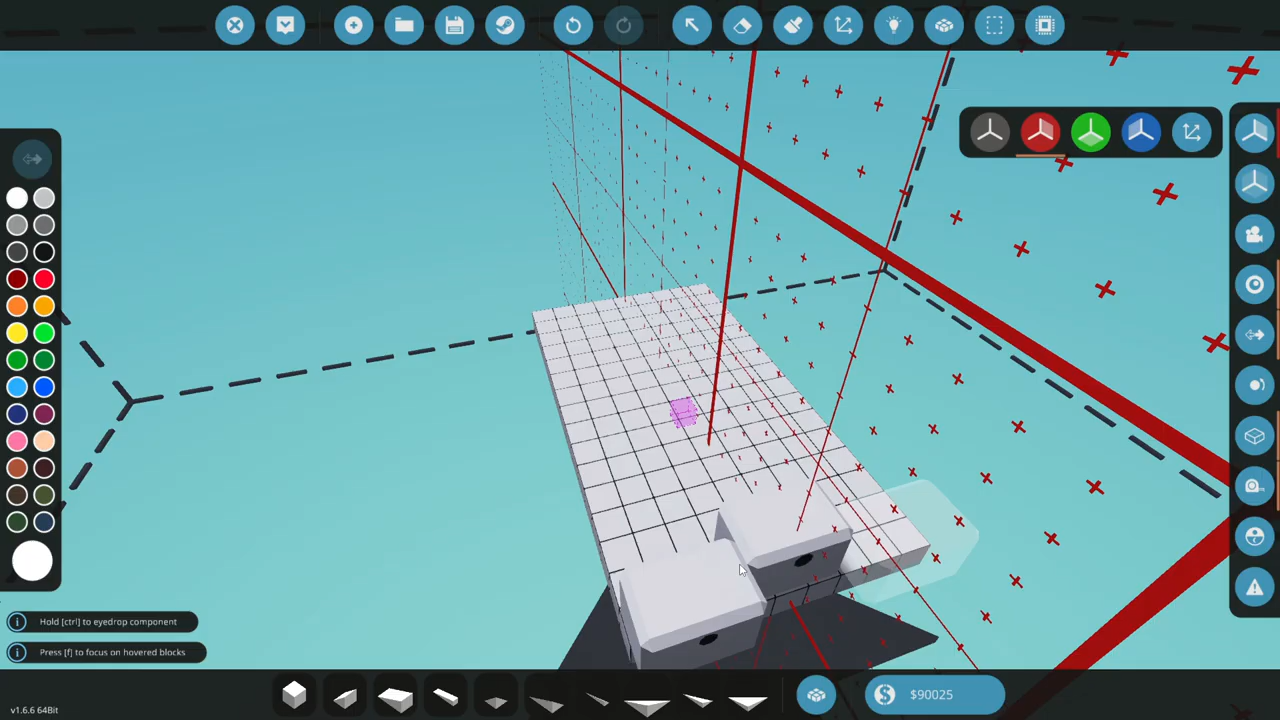 Hold [ctrl] to eyedrop component
Press [f] to focus on hovered blocks
$90025
v1.6.6 64Bit